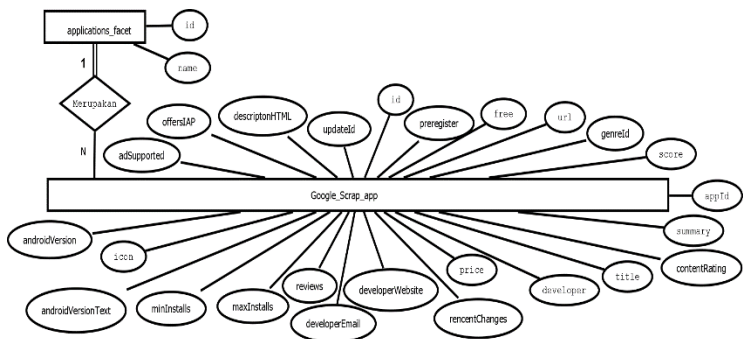 applications_facet
id
name
1
Merupakan
N
id
free
url
preregister
descriptonHTML
updateId
offersIAP
genreId
adSupported
score
Google_Scrap_app
appId
summary
androidVersion
icon
contentRating
price
title
reviews
developerWebsite
developer
androidVersionText
minInstalls
maxInstalls
developerEmail
rencentChanges